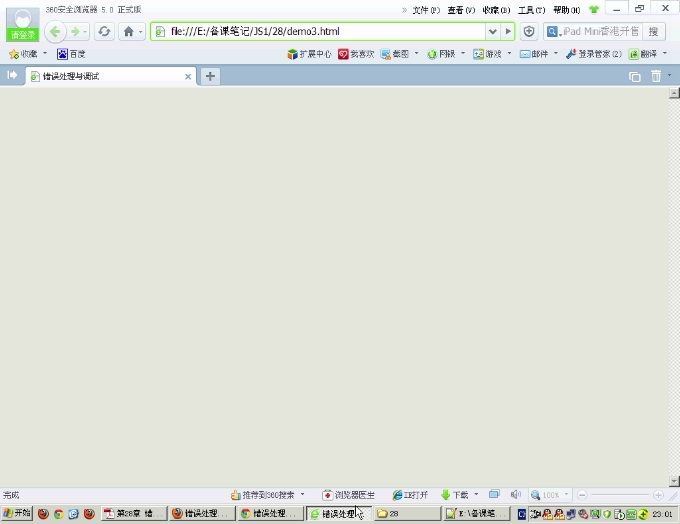 360安全浏览器 5.0 正式版
» 文件(F) 查看(V) 收藏(B) 工具(T) 帮助(H)
请登录
file:///E:/备课笔记/JS1/28/demo3.html
iPad Mini香港开售 搜
收藏 百度 扩展中心 我喜欢 截图 网银 游戏 邮件 登录管家(2) 翻译
错误处理与调试
完成 推荐到360搜索 浏览器医生 IE打开 下载 100%
开始 第28章 错... 错误处理... 错误处理... 错误处理 28 E:\备课笔... 23:01